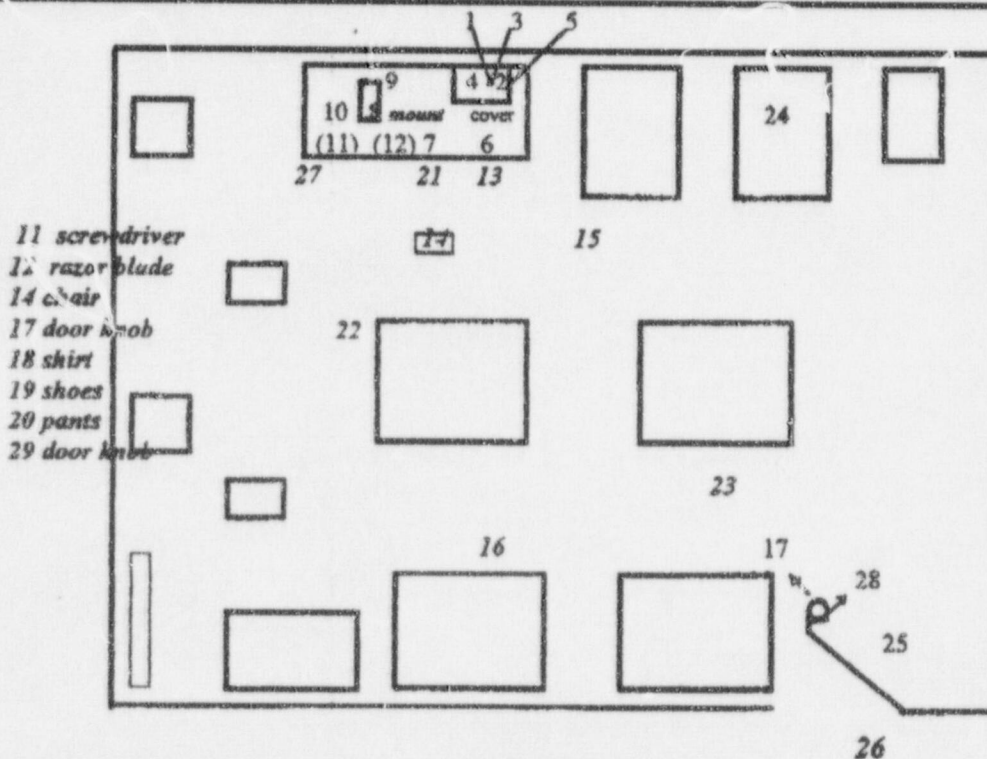 1 3 5
9 4 2
10 8 mount cover
24
(11) (12) 7 6
27 21 13
14 15
11 screwdriver
12 razor blade
14 chair
17 door knob
18 shirt
19 shoes
20 pants
29 door knob
22
23
16 17
28
25
26